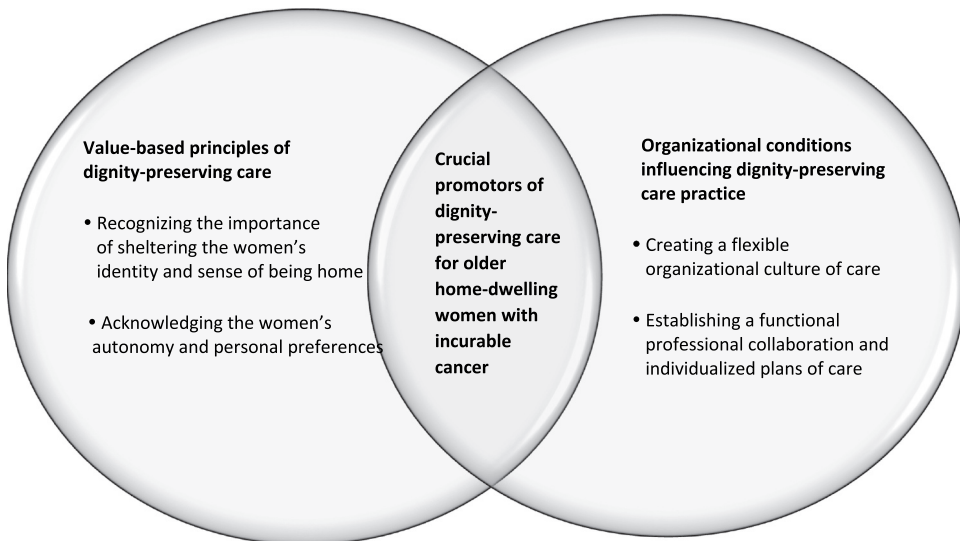 Value-based principles of
dignity-preserving care
• Recognizing the importance
of sheltering the women’s
identity and sense of being home
• Acknowledging the women’s
autonomy and personal preferences
Crucial
promotors of
dignity-
preserving care
for older
home-dwelling
women with
incurable
cancer
Organizational conditions
influencing dignity-preserving
care practice
• Creating a flexible
organizational culture of care
• Establishing a functional
professional collaboration and
individualized plans of care